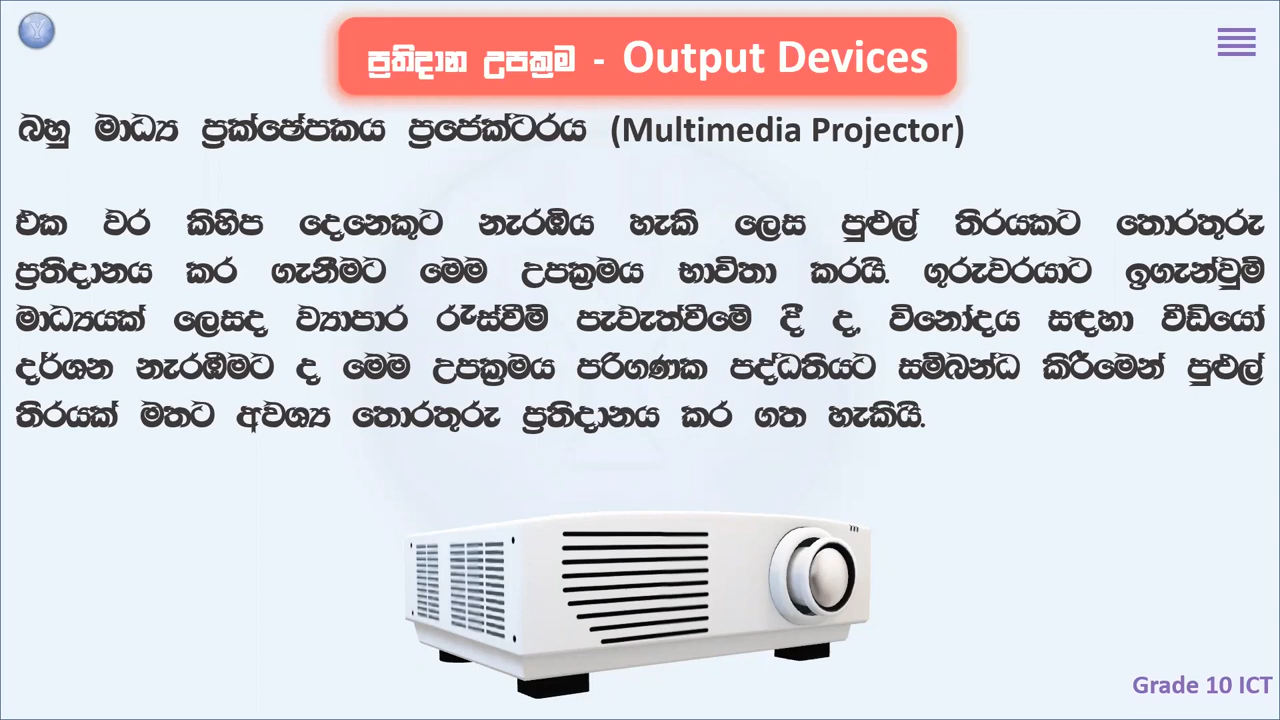 ප්‍රතිදාන උපක්‍රම - Output Devices
බහු මාධ්‍ය ප්‍රක්ෂේපකය ප්‍රජෙක්ටරය (Multimedia Projector)
එක වර කිහිප දෙනෙකුට නැරඹිය හැකි ලෙස පුළුල් තිරයකට තොරතුරු
ප්‍රතිදානය කර ගැනීමට මෙම උපක්‍රමය භාවිතා කරයි. ගුරුවරයාට ඉගැන්වුම්
මාධ්‍යයක් ලෙසද, ව්‍යාපාර රැස්වීම් පැවැත්වීමේ දී ද, විනෝදය සඳහා වීඩියෝ
දර්ශන නැරඹීමට ද, මෙම උපක්‍රමය පරිගණක පද්ධතියට සම්බන්ධ කිරීමෙන් පුළුල්
තිරයක් මතට අවශ්‍ය තොරතුරු ප්‍රතිදානය කර ගත හැකියි.
Grade 10 ICT